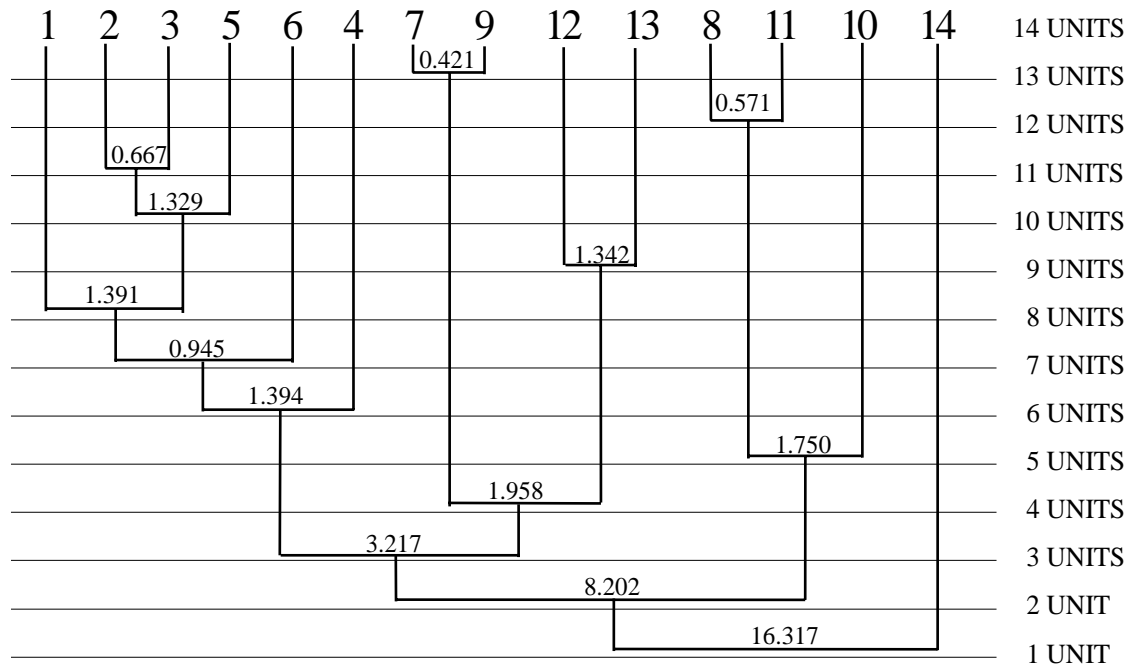 1 2 3 5 6 4 7 9 12 13 8 11 10 14 14 UNITS
0.421
13 UNITS
0.571
12 UNITS
0.667
11 UNITS
1.329
10 UNITS
1.342
9 UNITS
1.391
8 UNITS
0.945
7 UNITS
1.394
6 UNITS
1.750
5 UNITS
1.958
4 UNITS
3.217
3 UNITS
8.202
2 UNIT
16.317
1 UNIT